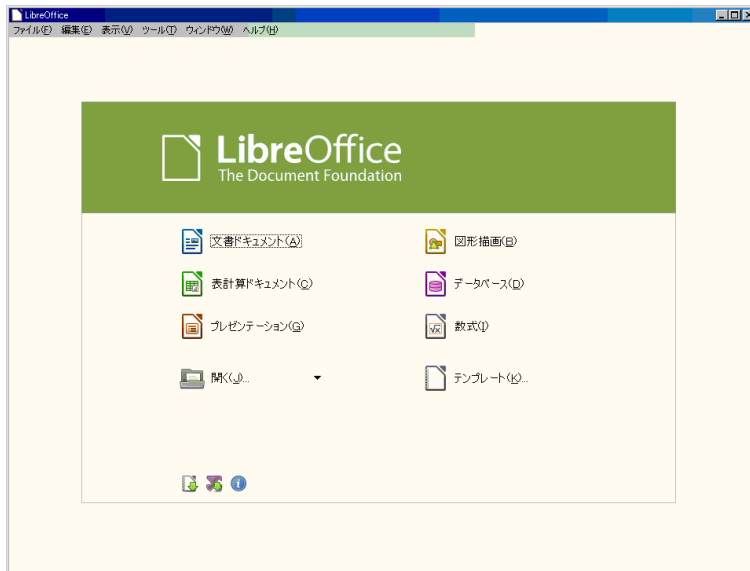 LibreOffice
ファイル(F) 編集(E) 表示(V) ツール(T) ウィンドウ(W) ヘルプ(H)
LibreOffice
The Document Foundation
文書ドキュメント(A)
図形描画(B)
表計算ドキュメント(C)
データベース(D)
プレゼンテーション(G)
数式(I)
開く(J)...
テンプレート(K)...